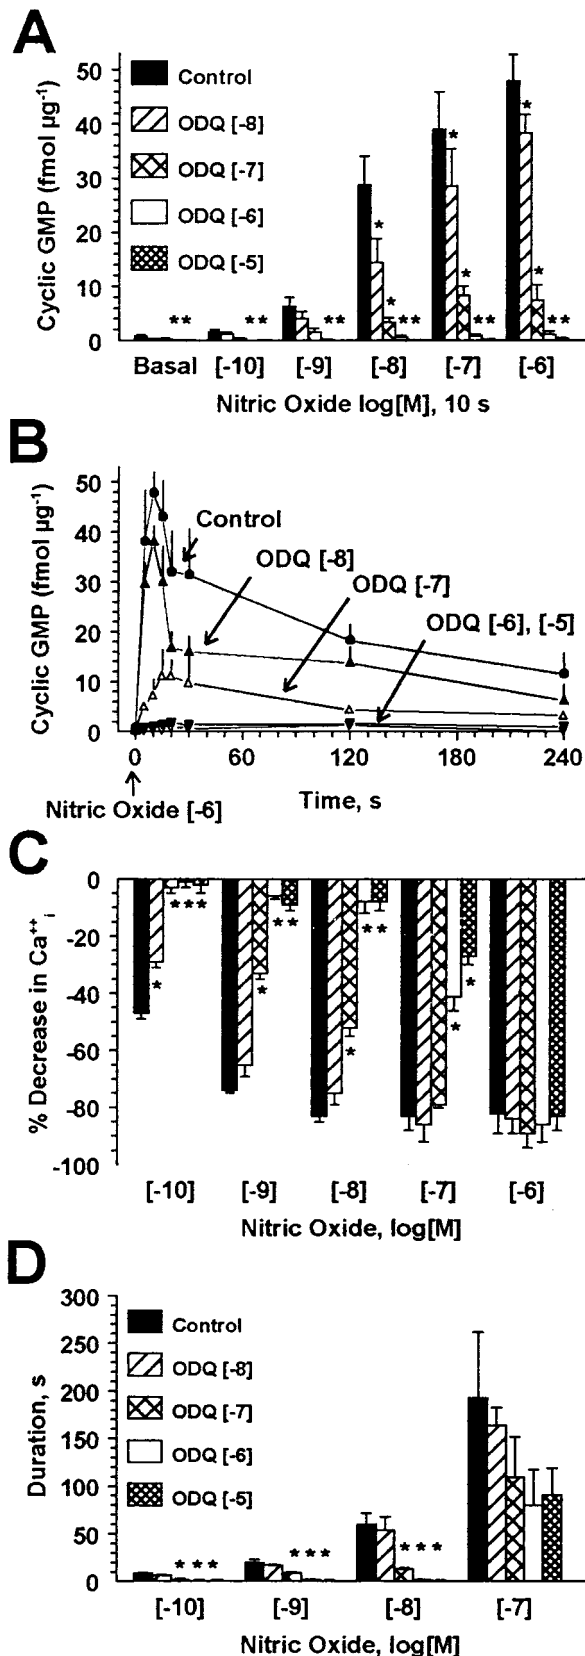 A
Cyclic GMP (fmol µg⁻¹)
50
40
30
20
10
0
Control
ODQ [-8]
ODQ [-7]
ODQ [-6]
ODQ [-5]
* *
* *
* *
* * * *
* * * *
* * * *
Basal [-10] [-9] [-8] [-7] [-6]
Nitric Oxide log[M], 10 s
B
Cyclic GMP (fmol µg⁻¹)
50
40
30
20
10
0
Control
ODQ [-8]
ODQ [-7]
ODQ [-6], [-5]
0 60 120 180 240
Nitric Oxide [-6]
Time, s
C
% Decrease in Ca⁺⁺ᵢ
0
-20
-40
-60
-80
-100
* * * *
* * *
* * *
* *
[-10] [-9] [-8] [-7] [-6]
Nitric Oxide, log[M]
D
Duration, s
300
250
200
150
100
50
0
Control
ODQ [-8]
ODQ [-7]
ODQ [-6]
ODQ [-5]
* * *
* * *
* * *
[-10] [-9] [-8] [-7]
Nitric Oxide, log[M]